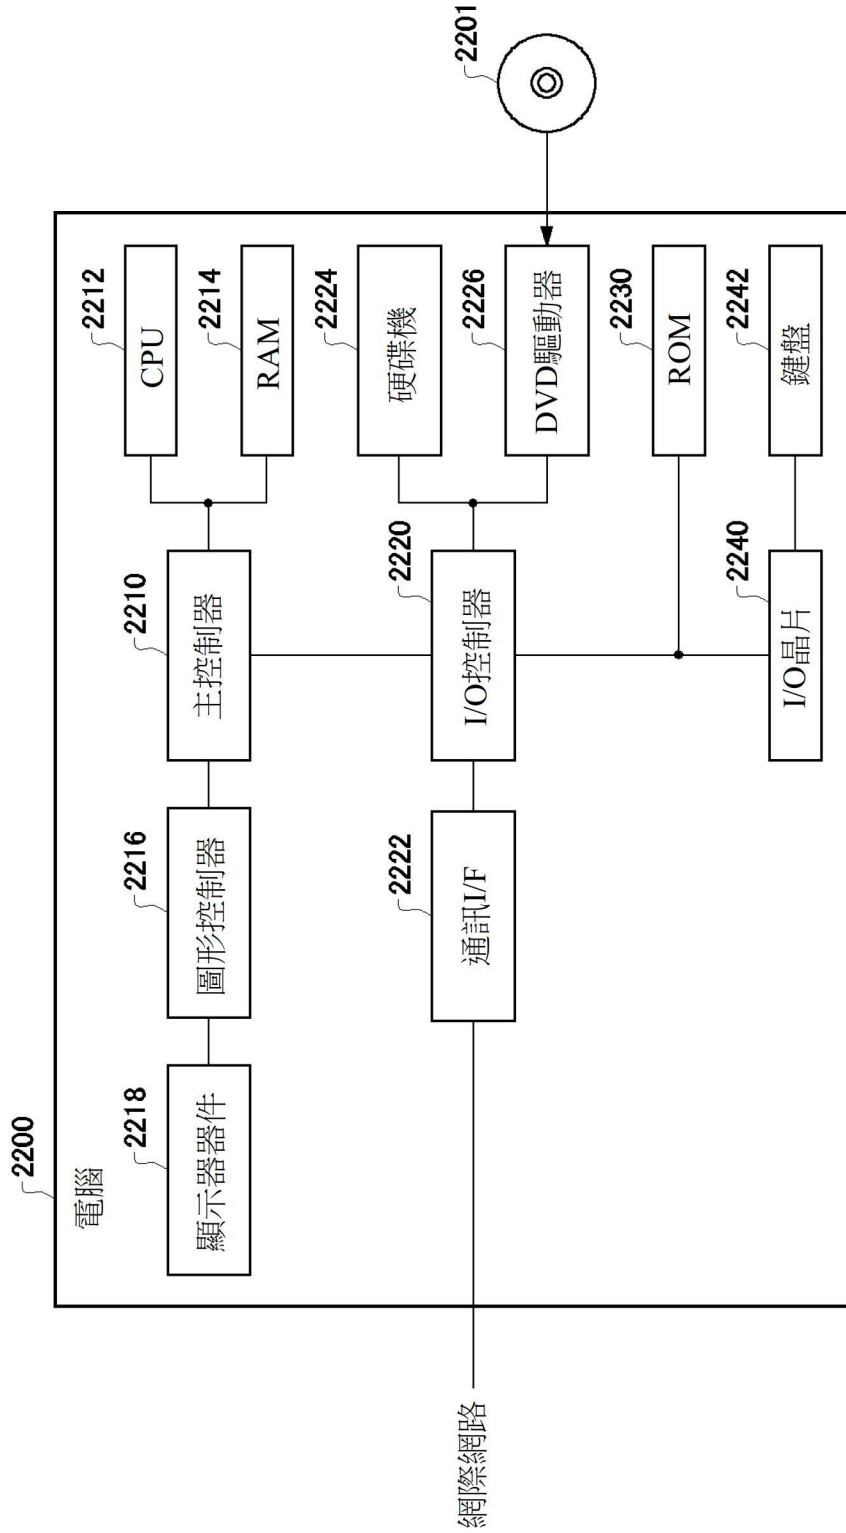 2200
電腦
2218
顯示器器件
2216
圖形控制器
2210
主控制器
2212
CPU
2214
RAM
網際網路
2222
通訊I/F
2220
I/O控制器
2224
硬碟機
2226
DVD驅動器
2201
2230
ROM
2240
I/O晶片
2242
鍵盤